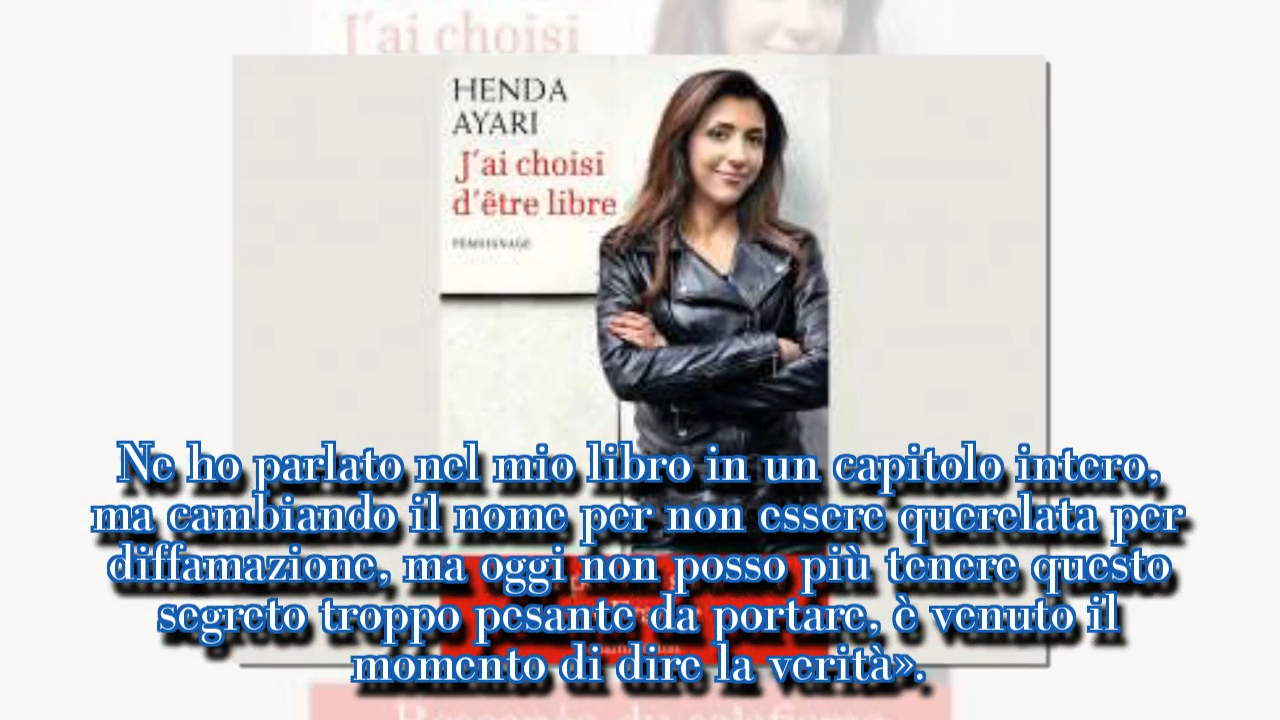 J'ai choisi
HENDA
AYARI
J'ai choisi
d'être libre
TÉMOIGNAGE
Ne ho parlato nel mio libro in un capitolo intero,
ma cambiando il nome per non essere querelata per
diffamazione, ma oggi non posso più tenere questo
segreto troppo pesante da portare, è venuto il
momento di dire la verità».